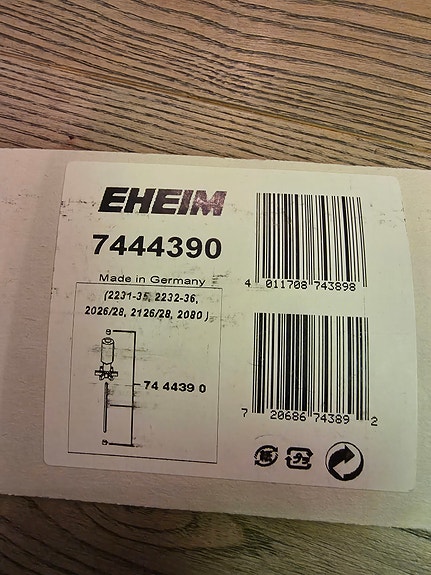 EHEIM
7444390
Made in Germany
(2231-35, 2232-36,
2026/28, 2126/28, 2080 )
74 4439 0
4 011708 743898
7 20686 74389 2